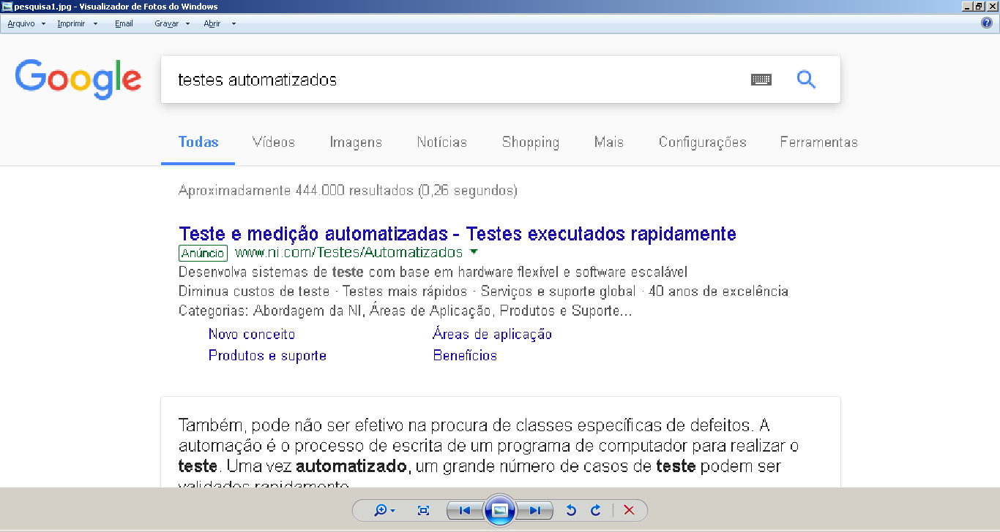 pesquisa1.jpg - Visualizador de Fotos do Windows
Arquivo Imprimir Email Gravar Abrir
Google
testes automatizados
Todas Vídeos Imagens Notícias Shopping Mais Configurações Ferramentas
Aproximadamente 444.000 resultados (0,26 segundos)
Teste e medição automatizadas - Testes executados rapidamente
Anúncio www.ni.com/Testes/Automatizados
Desenvolva sistemas de teste com base em hardware flexível e software escalável
Diminua custos de teste · Testes mais rápidos · Serviços e suporte global · 40 anos de excelência
Categorias: Abordagem da NI, Áreas de Aplicação, Produtos e Suporte...
Novo conceito Áreas de aplicação
Produtos e suporte Benefícios
Também, pode não ser efetivo na procura de classes específicas de defeitos. A
automação é o processo de escrita de um programa de computador para realizar o
teste. Uma vez automatizado, um grande número de casos de teste podem ser
validados rapidamente